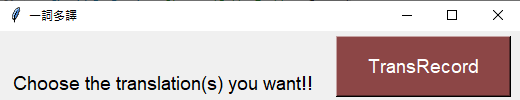 一詞多譯
TransRecord
Choose the translation(s) you want!!